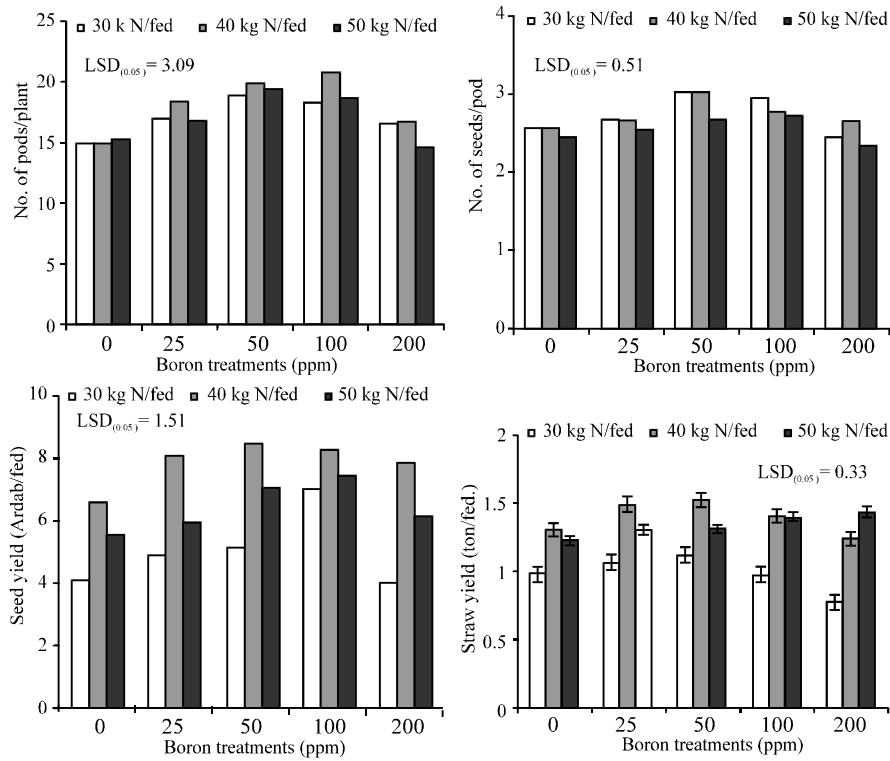 30 k N/fed 40 kg N/fed 50 kg N/fed
LSD(0.05)= 3.09
No. of pods/plant
25
20
15
10
5
0
0 25 50 100 200
Boron treatments (ppm)
30 kg N/fed 40 kg N/fed 50 kg N/fed
LSD(0.05)= 0.51
No. of seeds/pod
4
3
2
1
0
0 25 50 100 200
Boron treatments (ppm)
30 kg N/fed 40 kg N/fed 50 kg N/fed
LSD(0.05)= 1.51
Seed yield (Ardab/fed)
10
8
6
4
2
0
0 25 50 100 200
Boron treatments (ppm)
30 kg N/fed 40 kg N/fed 50 kg N/fed
LSD(0.05)= 0.33
Straw yield (ton/fed.)
2
1.5
1
0.5
0
0 25 50 100 200
Boron treatments (ppm)